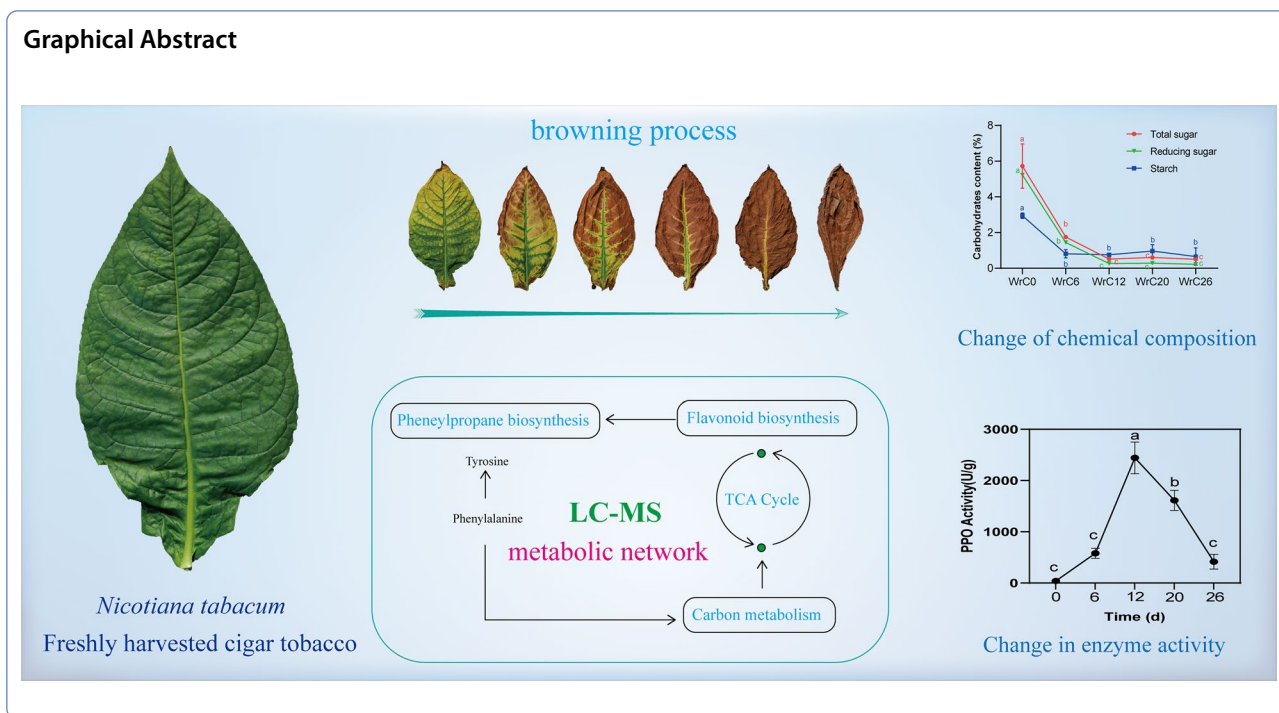 Graphical Abstract
browning process
Nicotiana tabacum
Freshly harvested cigar tobacco
Pheneylpropane biosynthesis
Flavonoid biosynthesis
Tyrosine
Phenylalanine
LC-MS
metabolic network
TCA Cycle
Carbon metabolism
Carbohydrates content (%)
8
6
4
2
0
Total sugar
Reducing sugar
Starch
a
a
a
b
b
b
b
c
c
b
c
c
b
c
c
WrC0 WrC6 WrC12 WrC20 WrC26
Change of chemical composition
PPO Activity(U/g)
3000
2000
1000
0
c
c
a
b
c
0 6 12 20 26
Time (d)
Change in enzyme activity